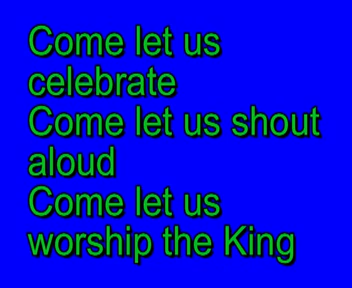 Come let us
celebrate
Come let us shout
aloud
Come let us
worship the King